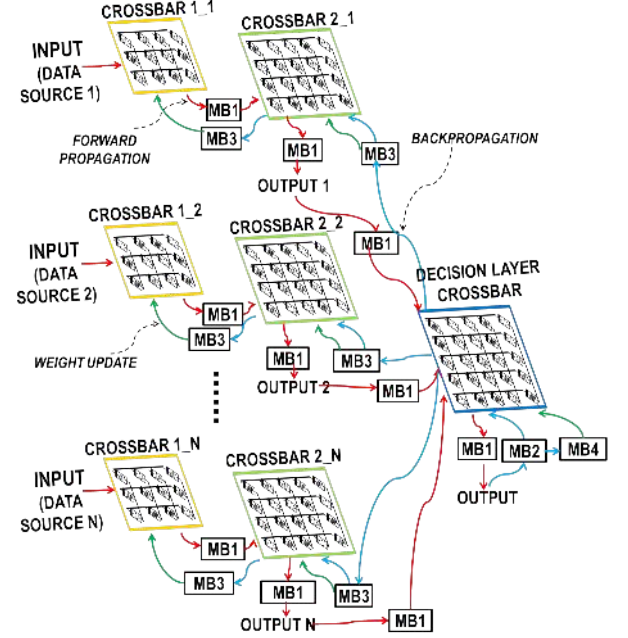 CROSSBAR 1_1
CROSSBAR 2_1
INPUT
(DATA
SOURCE 1)
MB1
MB3
FORWARD
PROPAGATION
MB1
MB3
BACKPROPAGATION
OUTPUT 1
MB1
CROSSBAR 1_2
CROSSBAR 2_2
INPUT
(DATA
SOURCE 2)
DECISION LAYER
CROSSBAR
MB1
MB3
WEIGHT UPDATE
MB1
MB3
OUTPUT 2
MB1
CROSSBAR 1_N
CROSSBAR 2_N
MB1
MB2
MB4
OUTPUT
INPUT
(DATA
SOURCE N)
MB1
MB3
MB1
MB3
OUTPUT N
MB1